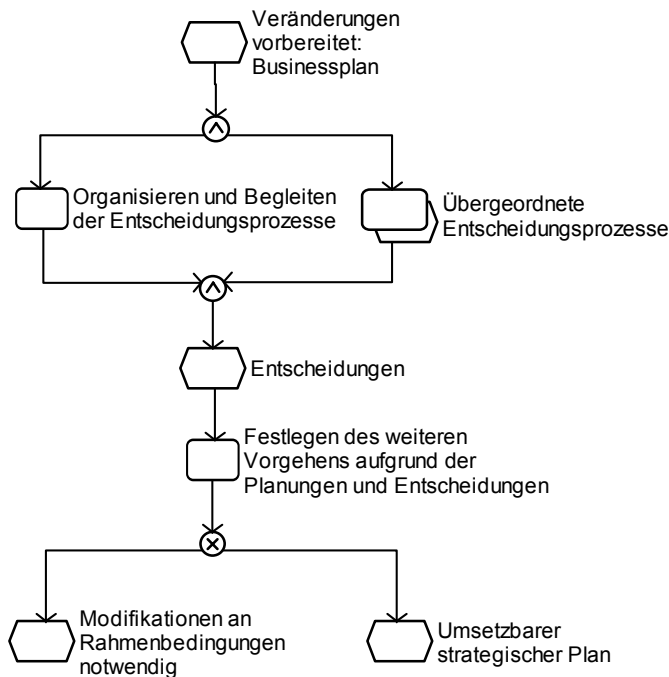 Veränderungen
vorbereitet:
Businessplan
Organisieren und Begleiten
der Entscheidungsprozesse
Übergeordnete
Entscheidungsprozesse
Entscheidungen
Festlegen des weiteren
Vorgehens aufgrund der
Planungen und Entscheidungen
Modifikationen an
Rahmenbedingungen
notwendig
Umsetzbarer
strategischer Plan